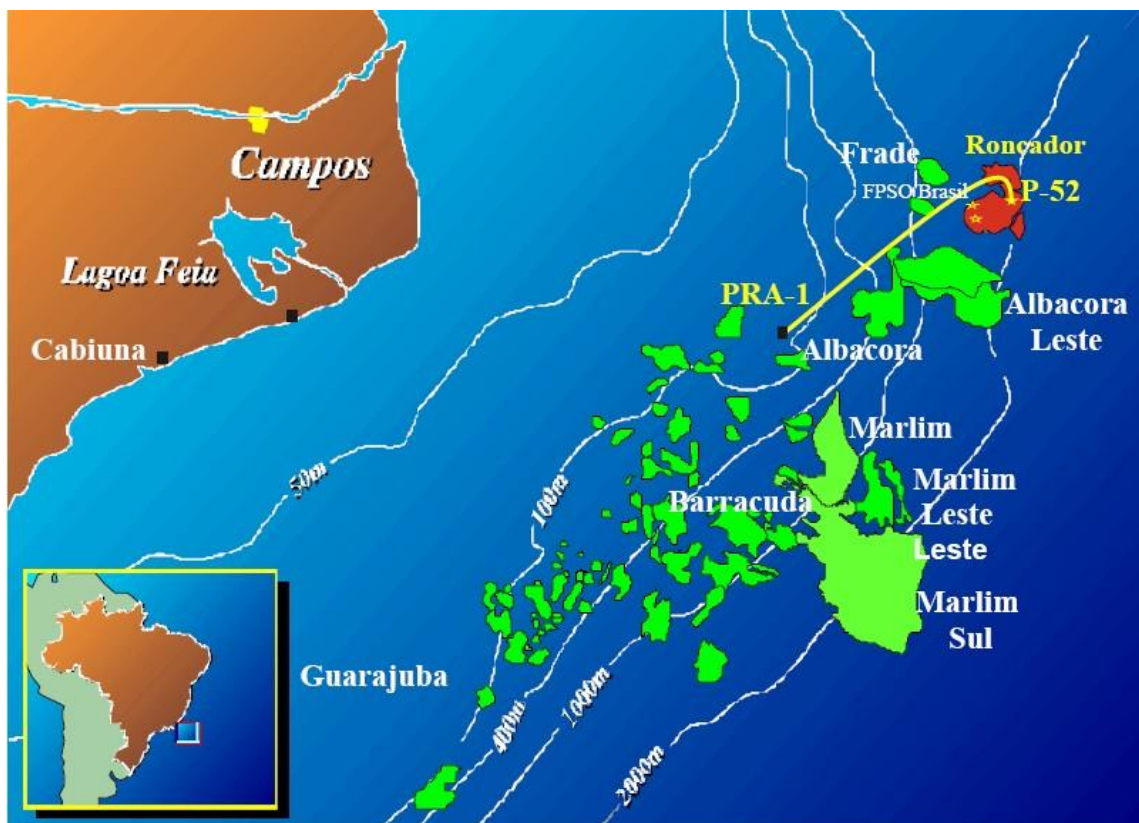 Campos
Lagoa Feia
Cabiuna
Frade
Roncador
FPSO Brasil
P-52
PRA-1
Albacora
Albacora
Leste
Marlim
Marlim
Leste
Leste
Barracuda
Marlim
Sul
Guarajuba
50m
100m
400m
1000m
2000m